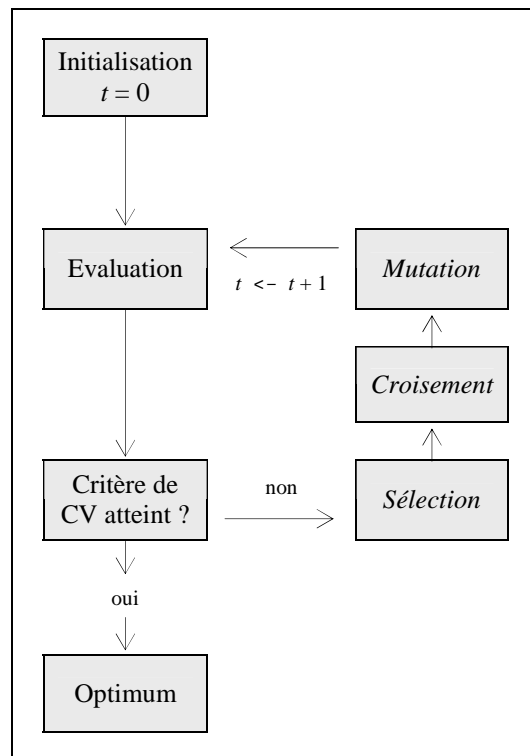 Initialisation
t = 0
Evaluation
Mutation
t <- t + 1
Croisement
Critère de
CV atteint ?
non
Sélection
oui
Optimum